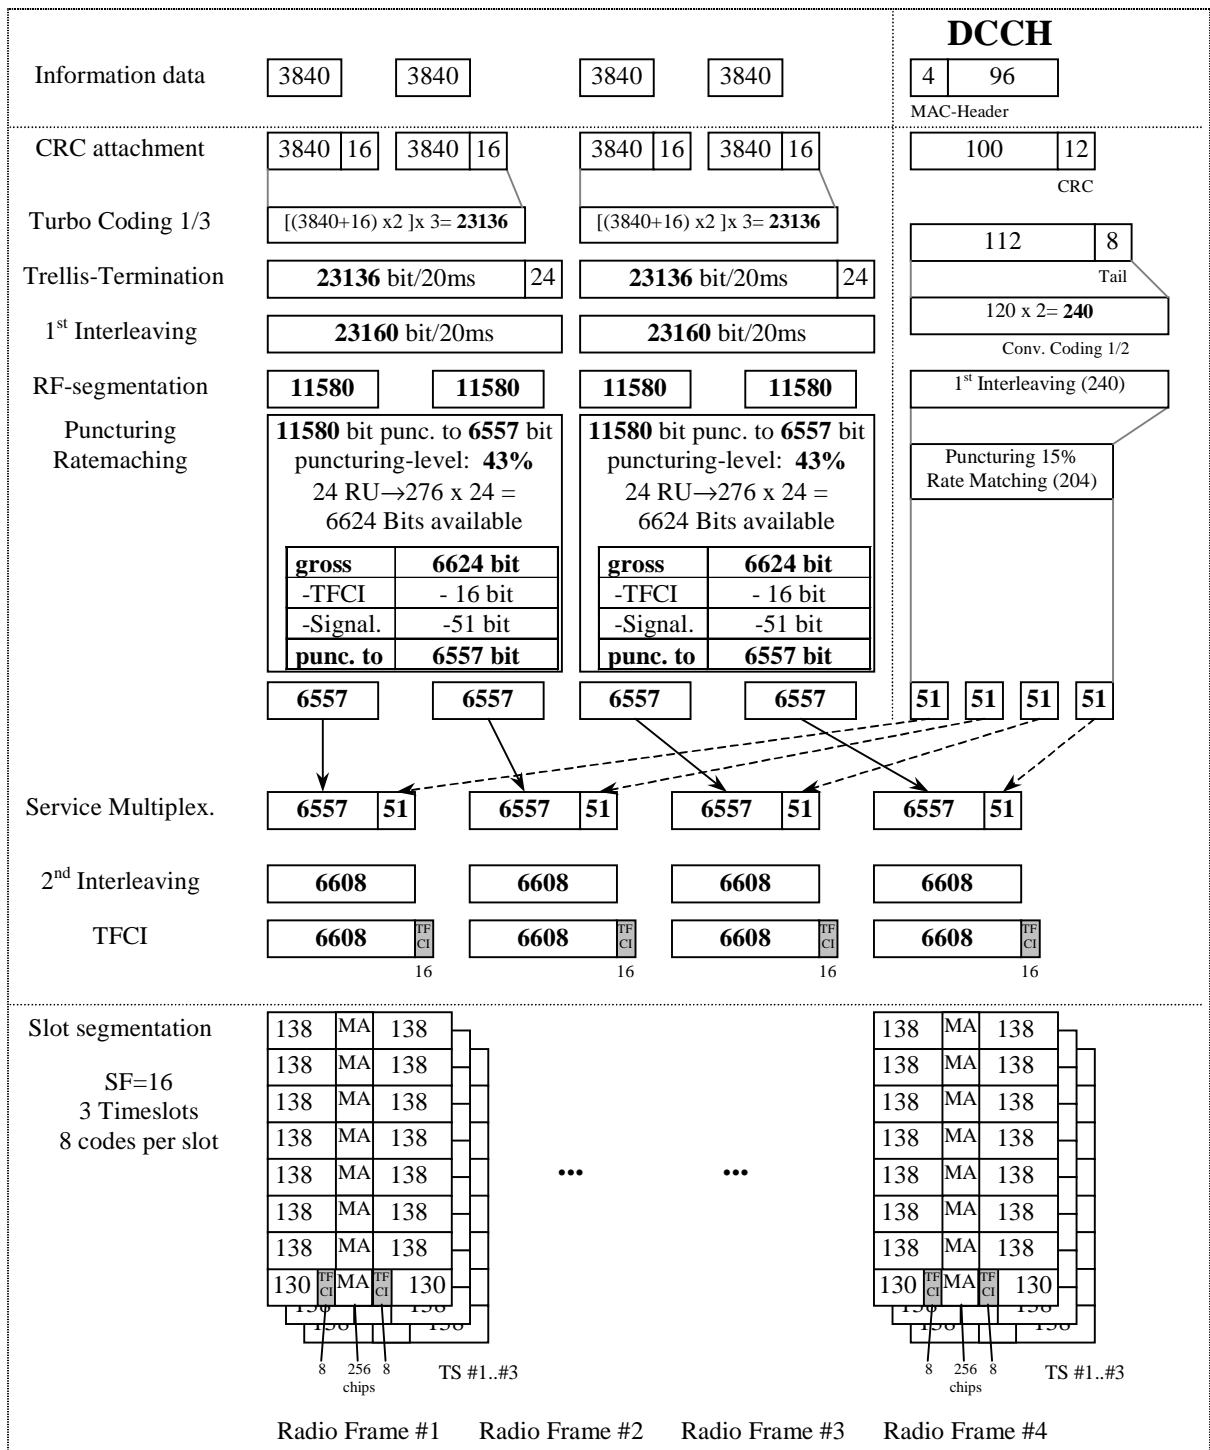 DCCH
Information data 3840 3840 3840 3840 4 96
MAC-Header
CRC attachment 3840 16 3840 16 3840 16 3840 16 100 12
CRC
Turbo Coding 1/3 [(3840+16) x2 ]x 3= 23136 [(3840+16) x2 ]x 3= 23136
112 8
Trellis-Termination 23136 bit/20ms 24 23136 bit/20ms 24 Tail
120 x 2= 240
1st Interleaving 23160 bit/20ms 23160 bit/20ms
Conv. Coding 1/2
RF-segmentation 11580 11580 11580 11580 1st Interleaving (240)
Puncturing 11580 bit punc. to 6557 bit 11580 bit punc. to 6557 bit
Ratemaching puncturing-level: 43% puncturing-level: 43% Puncturing 15%
24 RU→276 x 24 = 24 RU→276 x 24 = Rate Matching (204)
6624 Bits available 6624 Bits available
gross 6624 bit gross 6624 bit
-TFCI - 16 bit -TFCI - 16 bit
-Signal. -51 bit -Signal. -51 bit
punc. to 6557 bit punc. to 6557 bit
6557 6557 6557 6557 51 51 51 51
Service Multiplex. 6557 51 6557 51 6557 51 6557 51
2nd Interleaving 6608 6608 6608 6608
TFCI 6608 TF CI 6608 TF CI 6608 TF CI 6608 TF CI
16 16 16 16
Slot segmentation 138 MA 138 138 MA 138
138 MA 138 138 MA 138
SF=16
3 Timeslots 138 MA 138 138 MA 138
8 codes per slot 138 MA 138 138 MA 138
138 MA 138 ... ... 138 MA 138
138 MA 138 138 MA 138
138 MA 138 138 MA 138
130 TF CI MA TF CI 130 130 TF CI MA TF CI 130
138 138 138 138
138 138 138 138
8 256 chips 8 TS #1..#3 8 256 chips 8 TS #1..#3
Radio Frame #1 Radio Frame #2 Radio Frame #3 Radio Frame #4